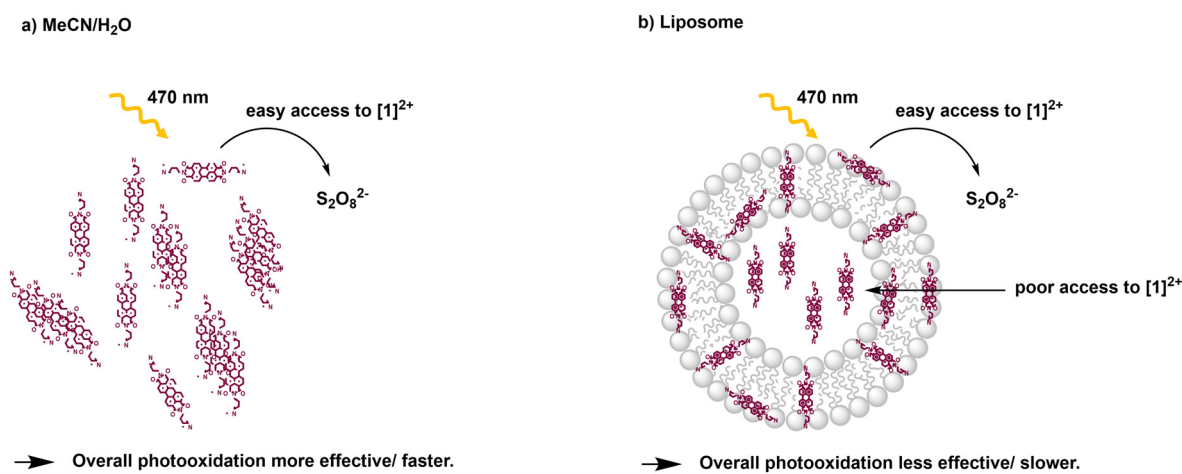 a) MeCN/H₂O
470 nm
easy access to [1]²⁺
S₂O₈²⁻
Overall photooxidation more effective/ faster.
b) Liposome
470 nm
easy access to [1]²⁺
S₂O₈²⁻
poor access to [1]²⁺
Overall photooxidation less effective/ slower.